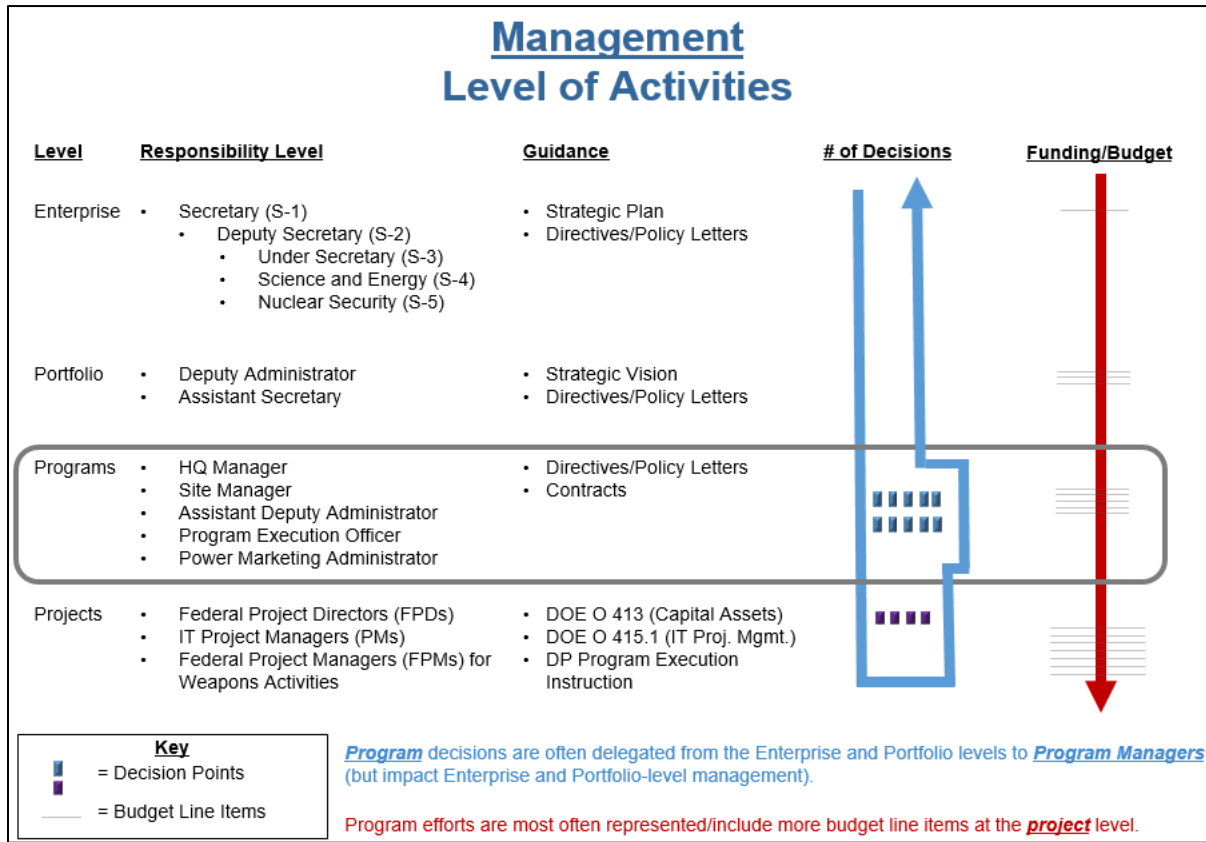 Management
Level of Activities
Level Responsibility Level Guidance # of Decisions Funding/Budget
Enterprise • Secretary (S-1) • Strategic Plan
• Deputy Secretary (S-2) • Directives/Policy Letters
• Under Secretary (S-3)
• Science and Energy (S-4)
• Nuclear Security (S-5)
Portfolio • Deputy Administrator • Strategic Vision
• Assistant Secretary • Directives/Policy Letters
Programs • HQ Manager • Directives/Policy Letters
• Site Manager • Contracts
• Assistant Deputy Administrator
• Program Execution Officer
• Power Marketing Administrator
Projects • Federal Project Directors (FPDs) • DOE O 413 (Capital Assets)
• IT Project Managers (PMs) • DOE O 415.1 (IT Proj. Mgmt.)
• Federal Project Managers (FPMs) for • DP Program Execution
Weapons Activities Instruction
Key
= Decision Points
= Budget Line Items
Program decisions are often delegated from the Enterprise and Portfolio levels to Program Managers
(but impact Enterprise and Portfolio-level management).
Program efforts are most often represented/include more budget line items at the project level.